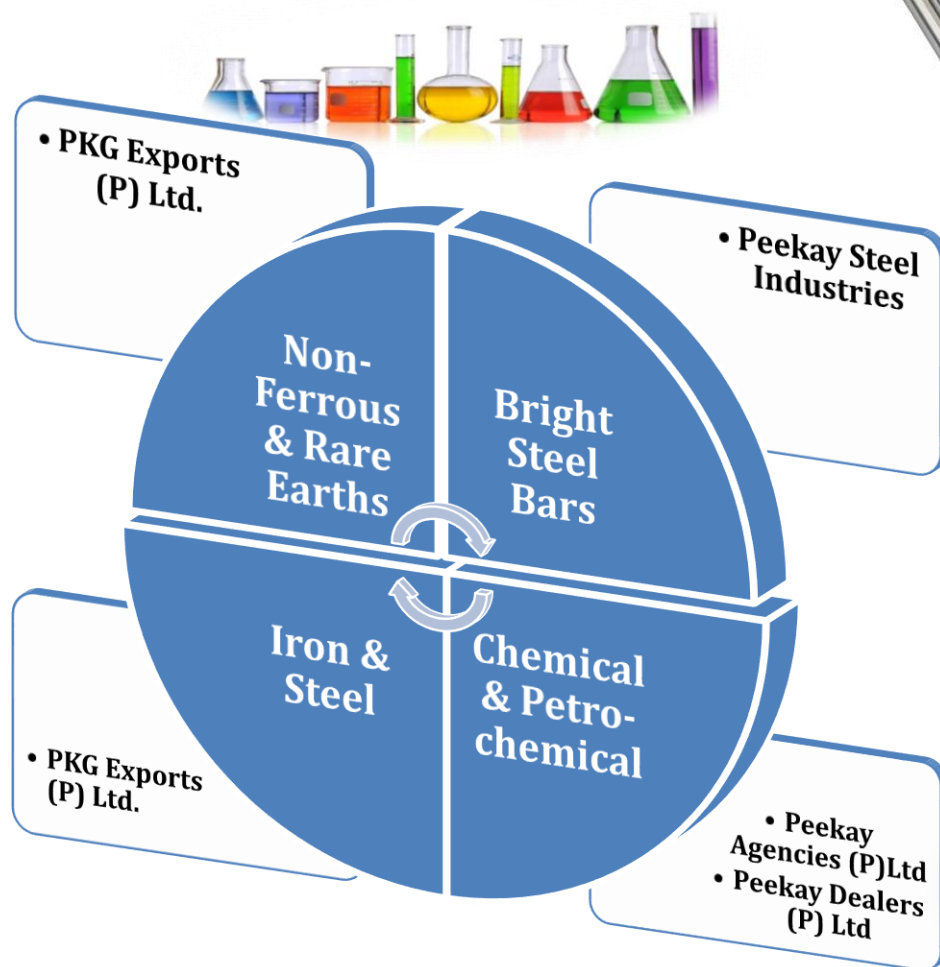 • PKG Exports
(P) Ltd.
• Peekay Steel
Industries
Non-
Ferrous
& Rare
Earths
Bright
Steel
Bars
Iron &
Steel
Chemical
& Petro-
chemical
• PKG Exports
(P) Ltd.
• Peekay
Agencies (P)Ltd
• Peekay Dealers
(P) Ltd